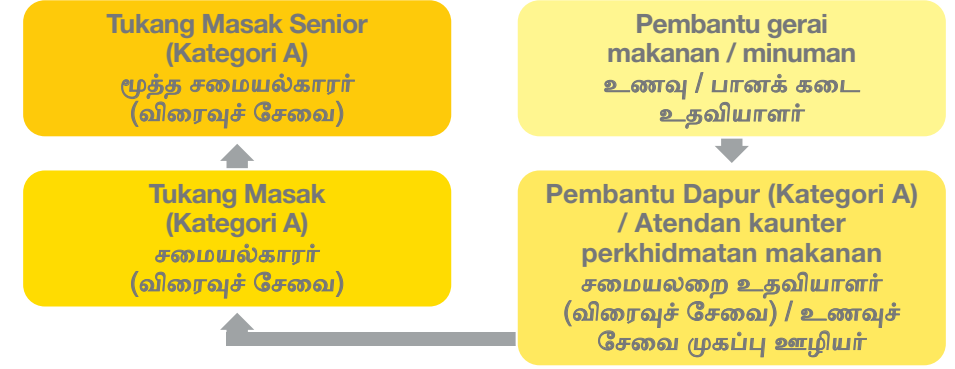 Tukang Masak Senior
(Kategori A)
மூத்த சமையல்காரர்
(விரைவுச் சேவை)
Pembantu gerai
makanan / minuman
உணவு / பானக் கடை
உதவியாளர்
Tukang Masak
(Kategori A)
சமையல்காரர்
(விரைவுச் சேவை)
Pembantu Dapur (Kategori A)
/ Atendan kaunter
perkhidmatan makanan
சமையலறை உதவியாளர்
(விரைவுச் சேவை) / உணவுச்
சேவை முகப்பு ஊழியர்